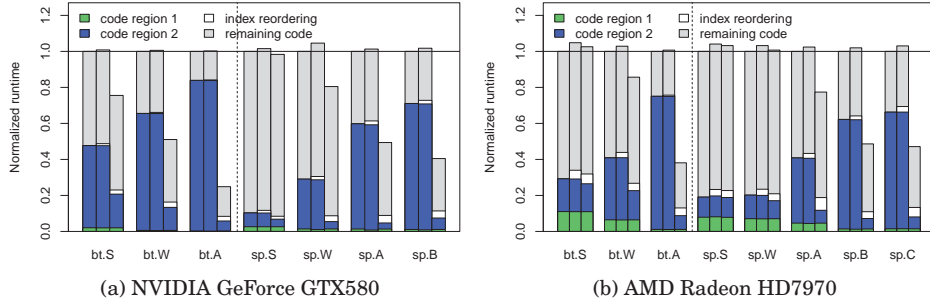 code region 1
code region 2
index reordering
remaining code
Normalized runtime
0.0
0.2
0.4
0.6
0.8
1.0
1.2
bt.S bt.W bt.A sp.S sp.W sp.A sp.B
(a) NVIDIA GeForce GTX580
code region 1
code region 2
index reordering
remaining code
Normalized runtime
0.0
0.2
0.4
0.6
0.8
1.0
1.2
bt.S bt.W bt.A sp.S sp.W sp.A sp.B sp.C
(b) AMD Radeon HD7970